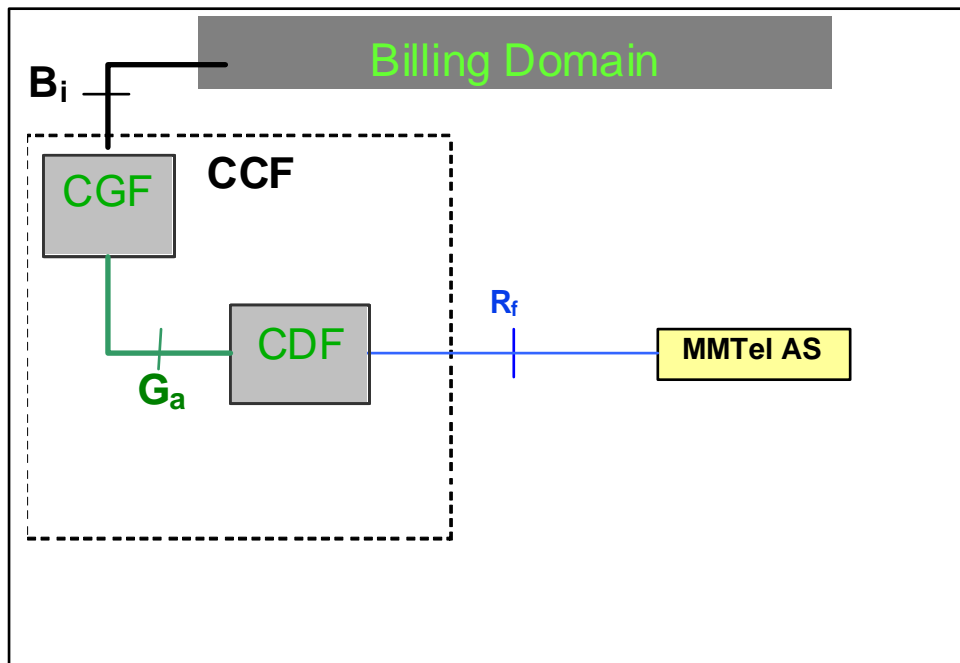 Billing Domain
Bi
CCF
CGF
Rf
CDF
MMTel AS
Ga